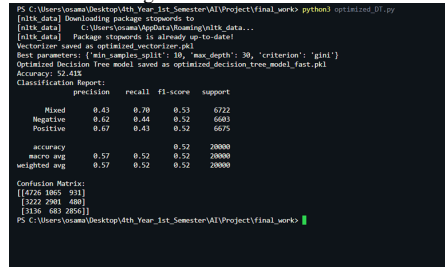 PS C:\Users\osama\Desktop\4th_Year_1st_Semester\AI\Project\final_work> python3 optimized_DT.py
[nltk_data] Downloading package stopwords to
[nltk_data]     C:\Users\osama\AppData\Roaming\nltk_data...
[nltk_data]   Package stopwords is already up-to-date!
Vectorizer saved as optimized_vectorizer.pkl
Best parameters: {'min_samples_split': 10, 'max_depth': 30, 'criterion': 'gini'}
Optimized Decision Tree model saved as optimized_decision_tree_model_fast.pkl
Accuracy: 52.41%
Classification Report:
precision recall f1-score support
Mixed 0.43 0.70 0.53 6722
Negative 0.62 0.44 0.52 6603
Positive 0.67 0.43 0.52 6675
accuracy 0.52 20000
macro avg 0.57 0.52 0.52 20000
weighted avg 0.57 0.52 0.52 20000
Confusion Matrix:
[[4726 1065 931]
[3222 2901 480]
[3136 683 2856]]
PS C:\Users\osama\Desktop\4th_Year_1st_Semester\AI\Project\final_work>